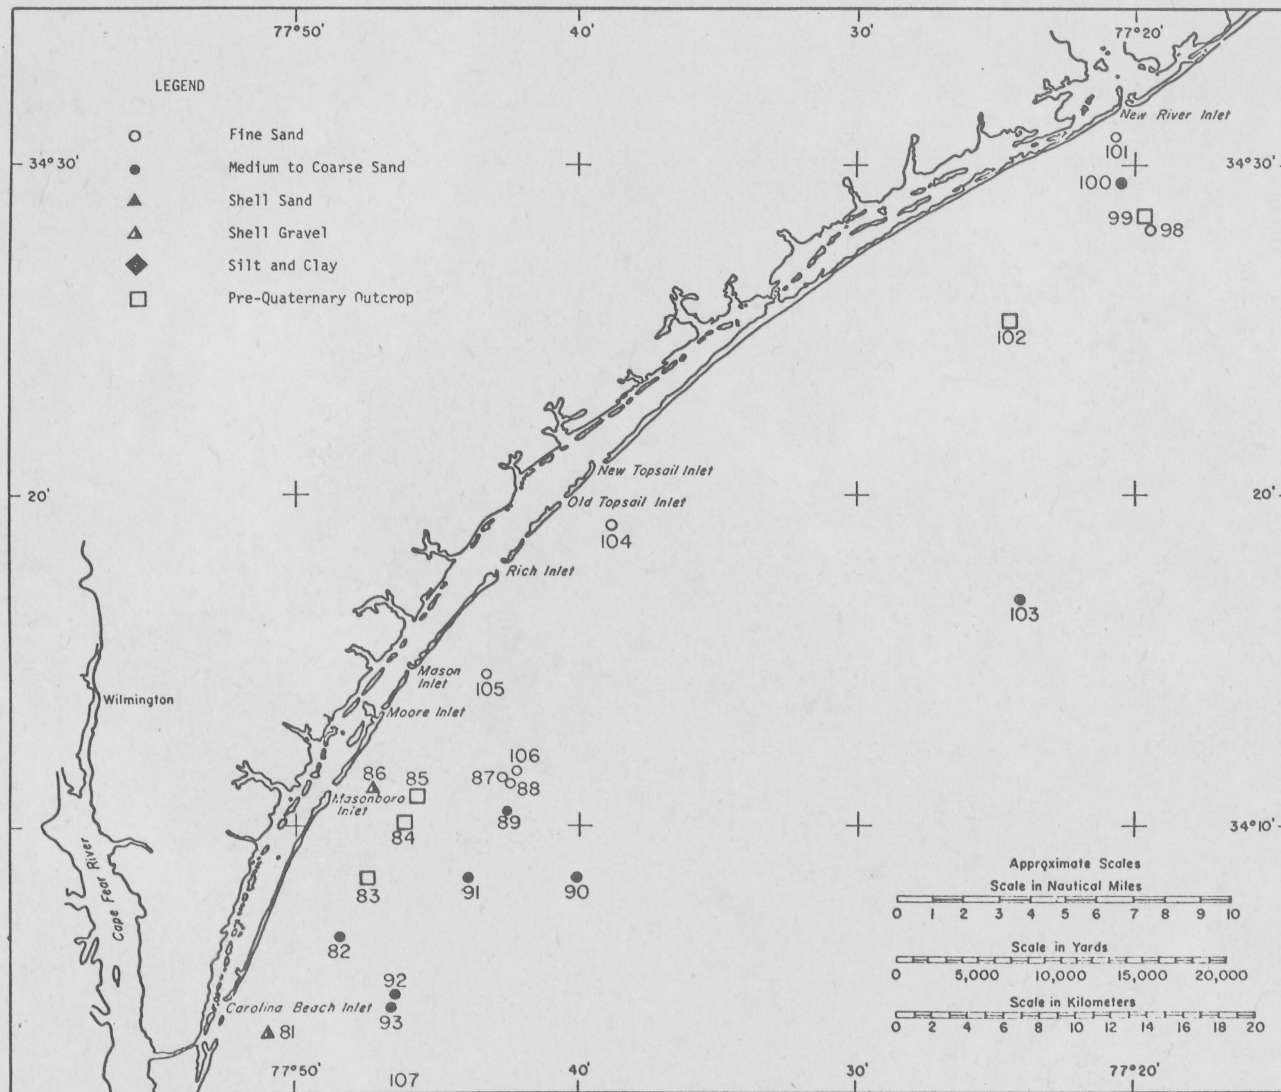 77°50' 40' 30' 77°20'
LEGEND
Fine Sand
Medium to Coarse Sand
Shell Sand
Shell Gravel
Silt and Clay
Pre-Quaternary Outcrop
New River Inlet
101
34°30' 34°30'
100
99 98
102
New Topsail Inlet
20' 20'
Old Topsail Inlet
104
Rich Inlet
103
Mason
Inlet
105
Wilmington
Moore Inlet
106
86 85 87 88
Masonboro
Inlet
89
84
34°10'
Cape Fear River
83 91 90
82
92
Carolina Beach Inlet
93
81
Approximate Scales
Scale in Nautical Miles
0 1 2 3 4 5 6 7 8 9 10
Scale in Yards
0 5,000 10,000 15,000 20,000
Scale in Kilometers
0 2 4 6 8 10 12 14 16 18 20
77°50' 40' 30' 77°20'
107